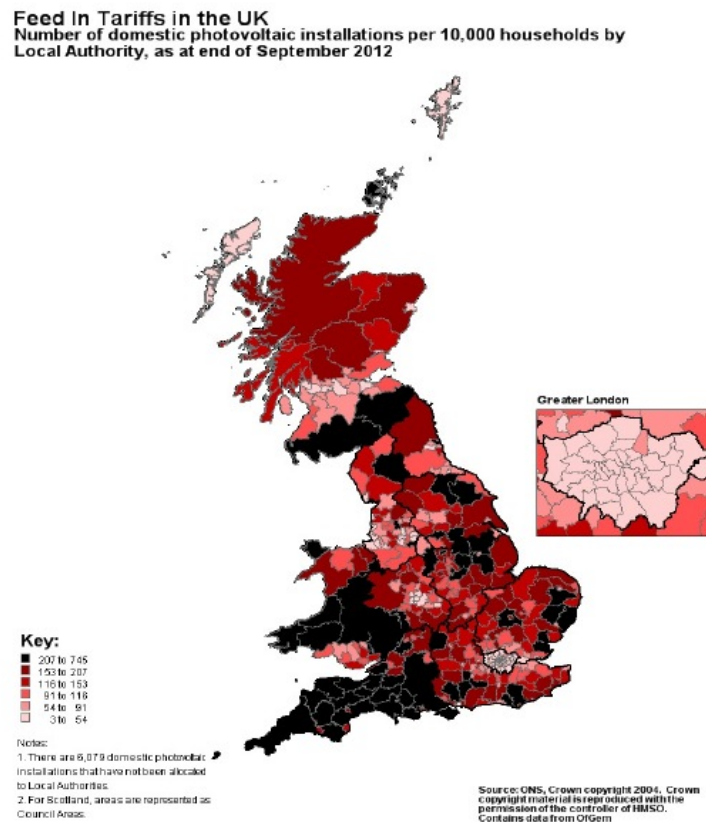 Feed In Tariffs in the UK
Number of domestic photovoltaic installations per 10,000 households by
Local Authority, as at end of September 2012
Greater London
Key:
207 to 745
153 to 207
116 to 153
91 to 116
54 to 91
3 to 54
Notes:
1. There are 6,079 domestic photovoltaic
installations that have not been allocated
to Local Authorities.
2. For Scotland, areas are represented as
Council Areas.
Source: ONS, Crown copyright 2004. Crown
copyright material is reproduced with the
permission of the controller of HMSO.
Contains data from OfGem